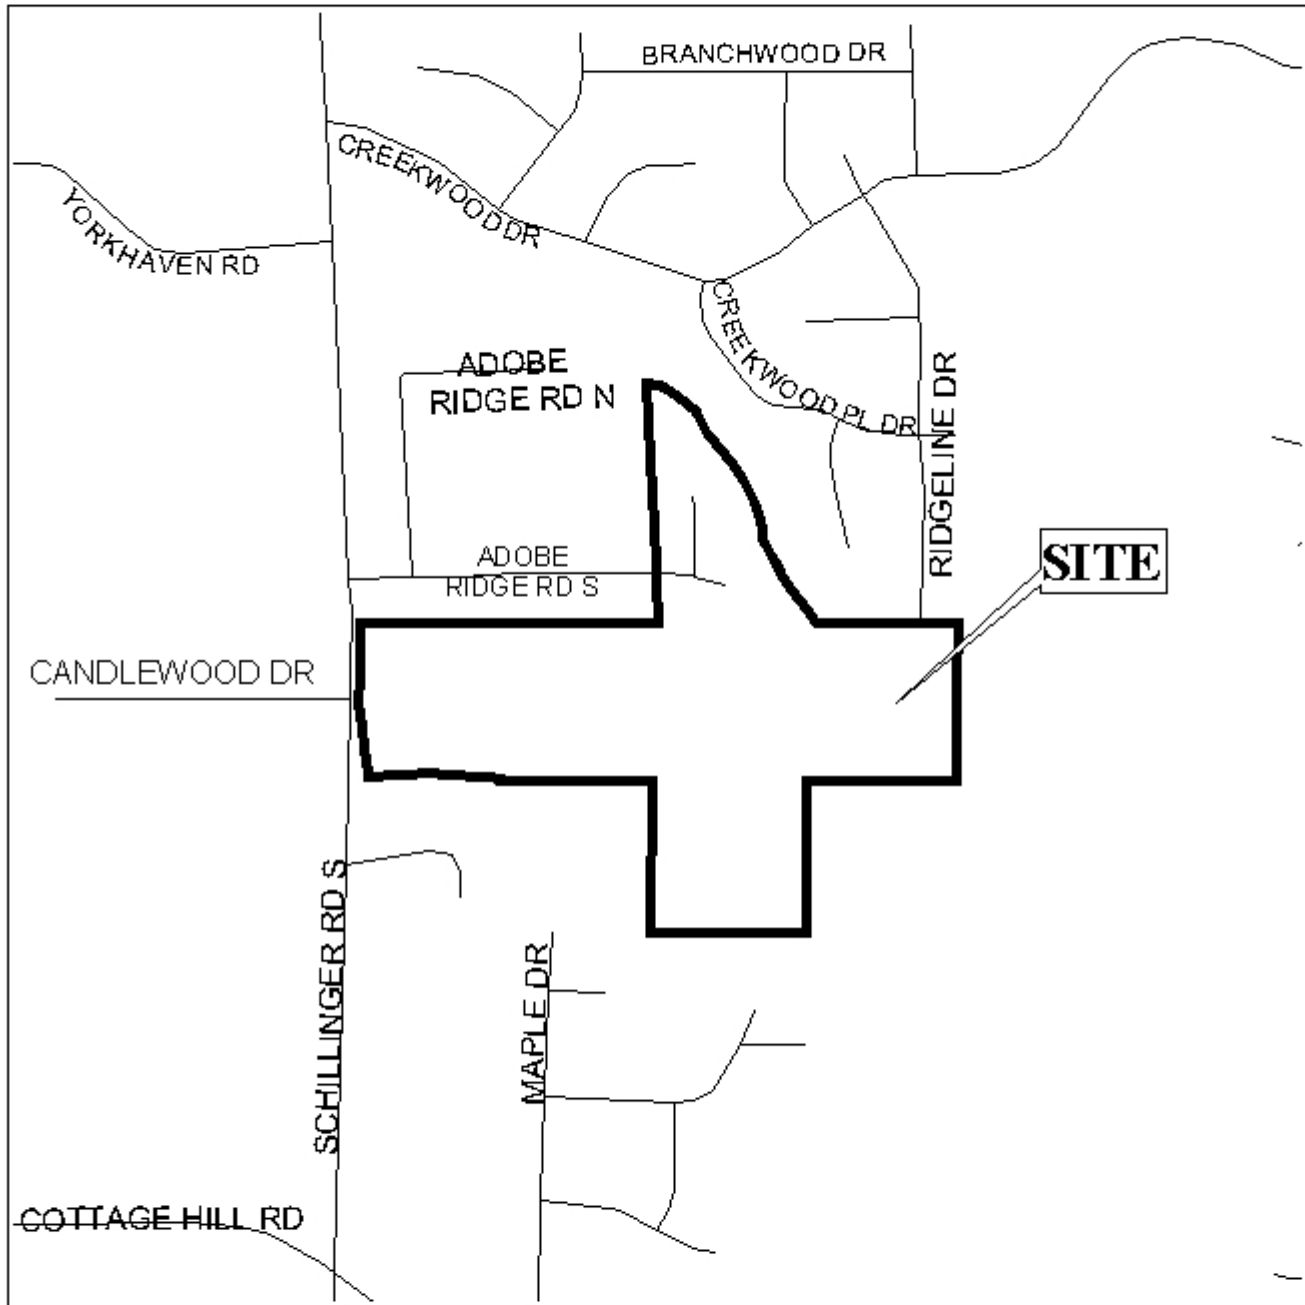 BRANCHWOOD DR
CREEKWOOD DR
YORKHAVEN RD
CREEKWOOD PL DR
ADOBE
RIDGE RD N
RIDGELINE DR
ADOBE
RIDGE RD S
SITE
CANDLEWOOD DR
SCHILLINGER RD S
MAPLE DR
COTTAGE HILL RD